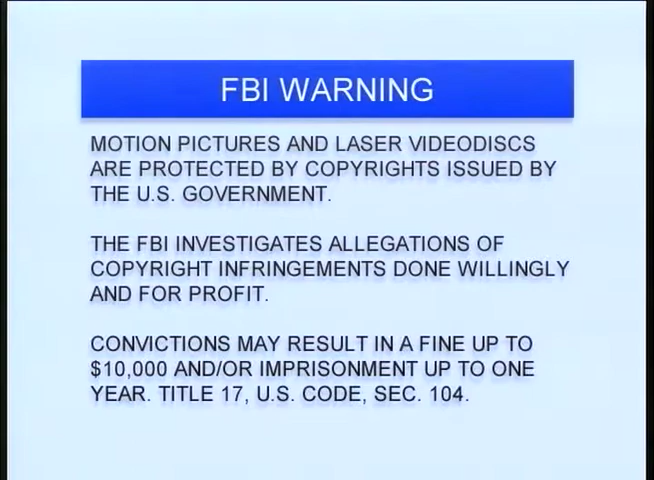 FBI WARNING
MOTION PICTURES AND LASER VIDEODISCS
ARE PROTECTED BY COPYRIGHTS ISSUED BY
THE U.S. GOVERNMENT.
THE FBI INVESTIGATES ALLEGATIONS OF
COPYRIGHT INFRINGEMENTS DONE WILLINGLY
AND FOR PROFIT.
CONVICTIONS MAY RESULT IN A FINE UP TO
$10,000 AND/OR IMPRISONMENT UP TO ONE
YEAR. TITLE 17, U.S. CODE, SEC. 104.